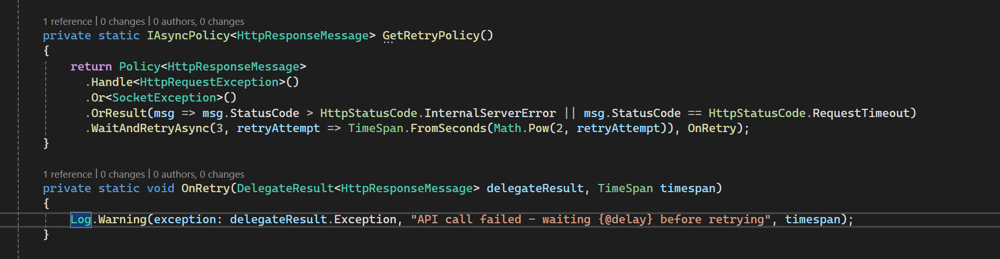 1 reference | 0 changes | 0 authors, 0 changes
private static IAsyncPolicy<HttpResponseMessage> GetRetryPolicy()
{
return Policy<HttpResponseMessage>
.Handle<HttpRequestException>()
.Or<SocketException>()
.OrResult(msg => msg.StatusCode > HttpStatusCode.InternalServerError || msg.StatusCode == HttpStatusCode.RequestTimeout)
.WaitAndRetryAsync(3, retryAttempt => TimeSpan.FromSeconds(Math.Pow(2, retryAttempt)), OnRetry);
}
1 reference | 0 changes | 0 authors, 0 changes
private static void OnRetry(DelegateResult<HttpResponseMessage> delegateResult, TimeSpan timespan)
{
Log.Warning(exception: delegateResult.Exception, "API call failed - waiting {@delay} before retrying", timespan);
}